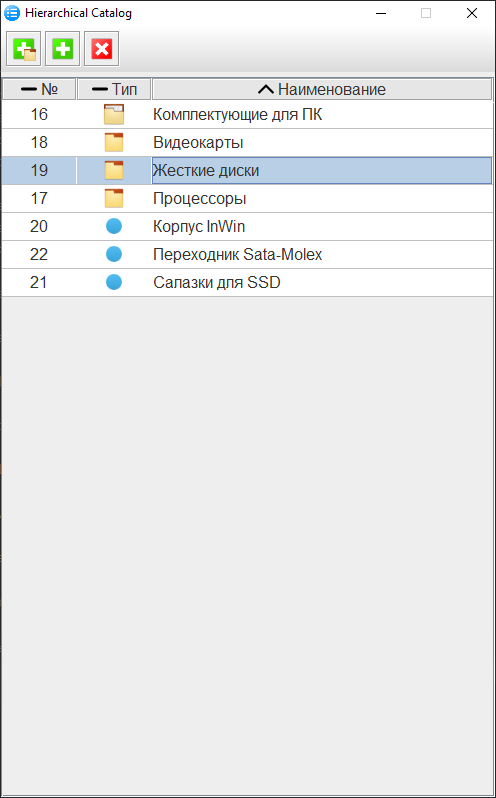 Hierarchical Catalog
№ Тип Наименование
16 Комплектующие для ПК
18 Видеокарты
19 Жесткие диски
17 Процессоры
20 Корпус InWin
22 Переходник Sata-Molex
21 Салазки для SSD